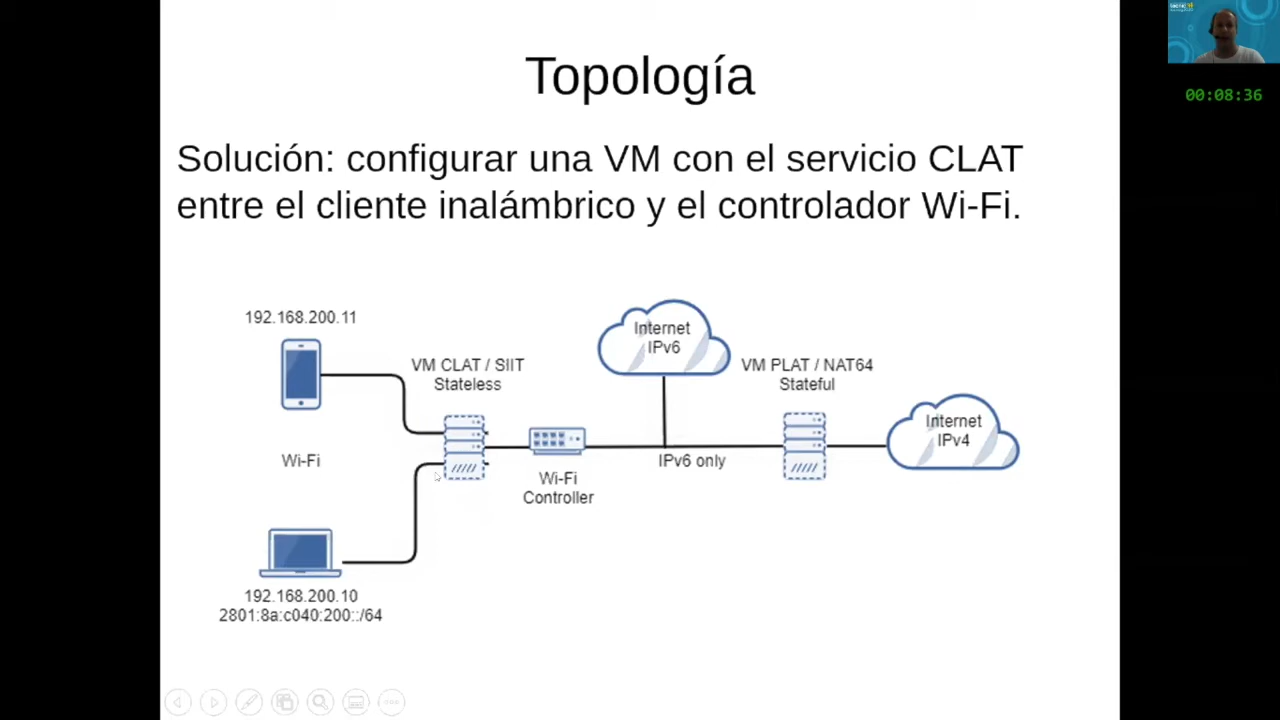 Topología
Solución: configurar una VM con el servicio CLAT
entre el cliente inalámbrico y el controlador Wi-Fi.
00:08:36
192.168.200.11
VM CLAT / SIIT
Stateless
Internet
IPv6
VM PLAT / NAT64
Stateful
Internet
IPv4
Wi-Fi
IPv6 only
Wi-Fi
Controller
192.168.200.10
2801:8a:c040:200::/64